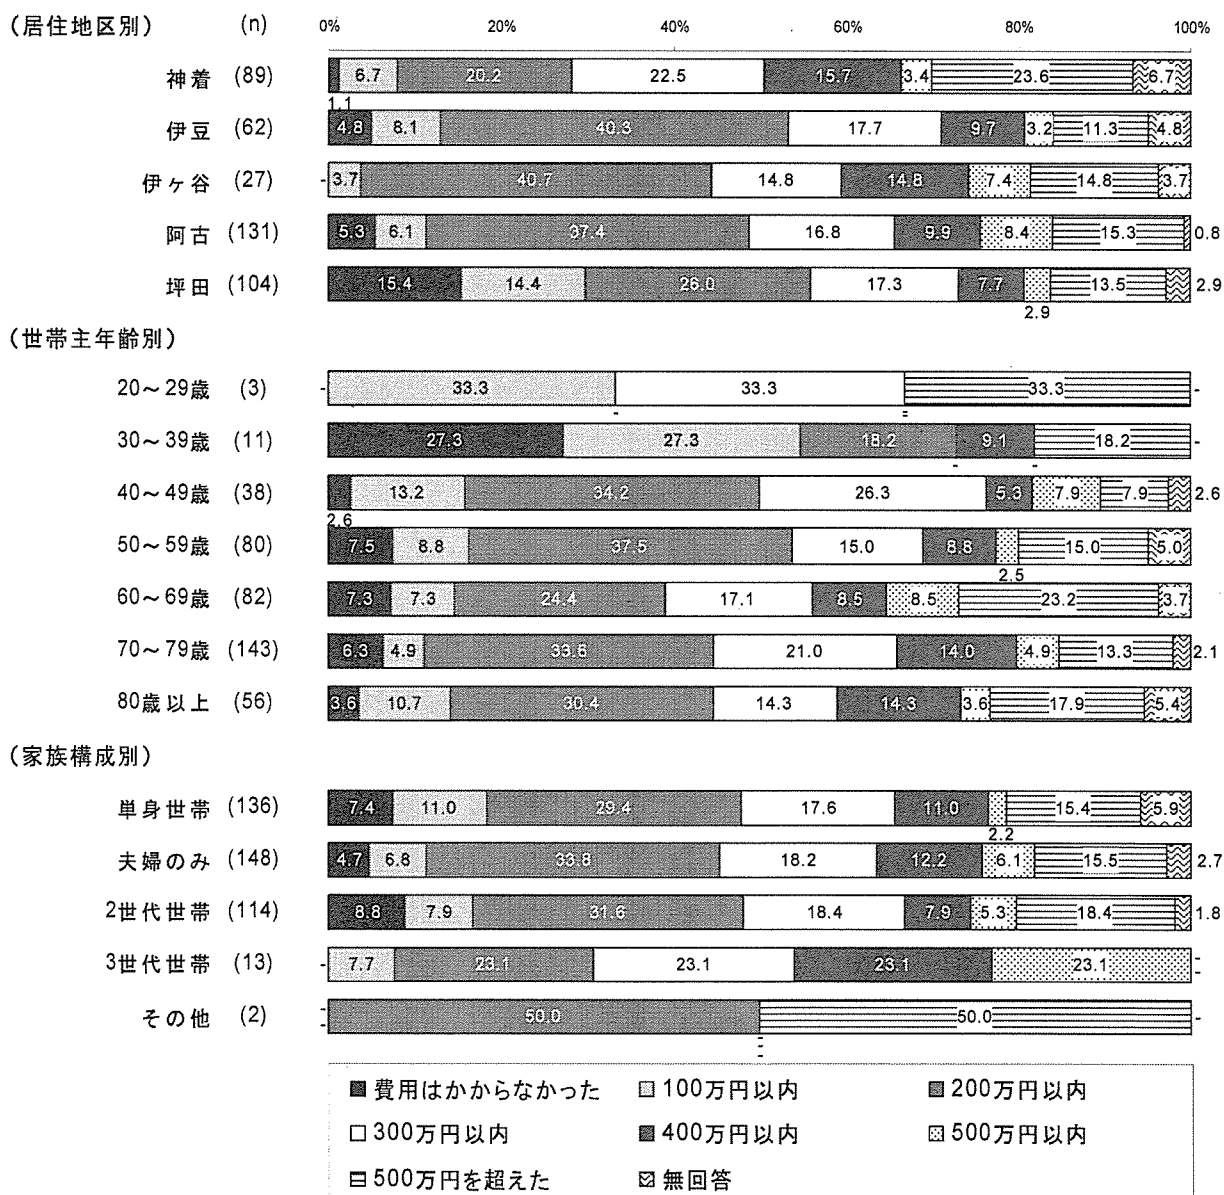 (居住地区別) (n) 0% 20% 40% 60% 80% 100%
神着 (89) 6.7 20.2 22.5 15.7 3.4 23.6 6.7
1.1
伊豆 (62) 4.8 8.1 40.3 17.7 9.7 3.2 11.3 4.8
伊ヶ谷 (27) - 3.7 40.7 14.8 14.8 7.4 14.8 3.7
阿古 (131) 5.3 6.1 37.4 16.8 9.9 8.4 15.3 0.8
坪田 (104) 15.4 14.4 26.0 17.3 7.7 13.5 2.9
2.9
(世帯主年齢別)
20~29歳 (3) - 33.3 33.3 33.3 -
- - -
30~39歳 (11) 27.3 27.3 18.2 9.1 18.2 -
- -
40~49歳 (38) 13.2 34.2 26.3 5.3 7.9 7.9 2.6
2.6
50~59歳 (80) 7.5 8.8 37.5 15.0 8.8 15.0 5.0
2.5
60~69歳 (82) 7.3 7.3 24.4 17.1 8.5 8.5 23.2 3.7
70~79歳 (143) 6.3 4.9 33.6 21.0 14.0 4.9 13.3 2.1
80歳以上 (56) 3.6 10.7 30.4 14.3 14.3 3.6 17.9 5.4
(家族構成別)
単身世帯 (136) 7.4 11.0 29.4 17.6 11.0 15.4 5.9
2.2
夫婦のみ (148) 4.7 6.8 33.8 18.2 12.2 6.1 15.5 2.7
2世代世帯 (114) 8.8 7.9 31.6 18.4 7.9 5.3 18.4 1.8
3世代世帯 (13) - 7.7 23.1 23.1 23.1 23.1 - -
その他 (2) - - 50.0 50.0 -
- - -
費用はかからなかった 100万円以内 200万円以内
300万円以内 400万円以内 500万円以内
500万円を超えた 無回答